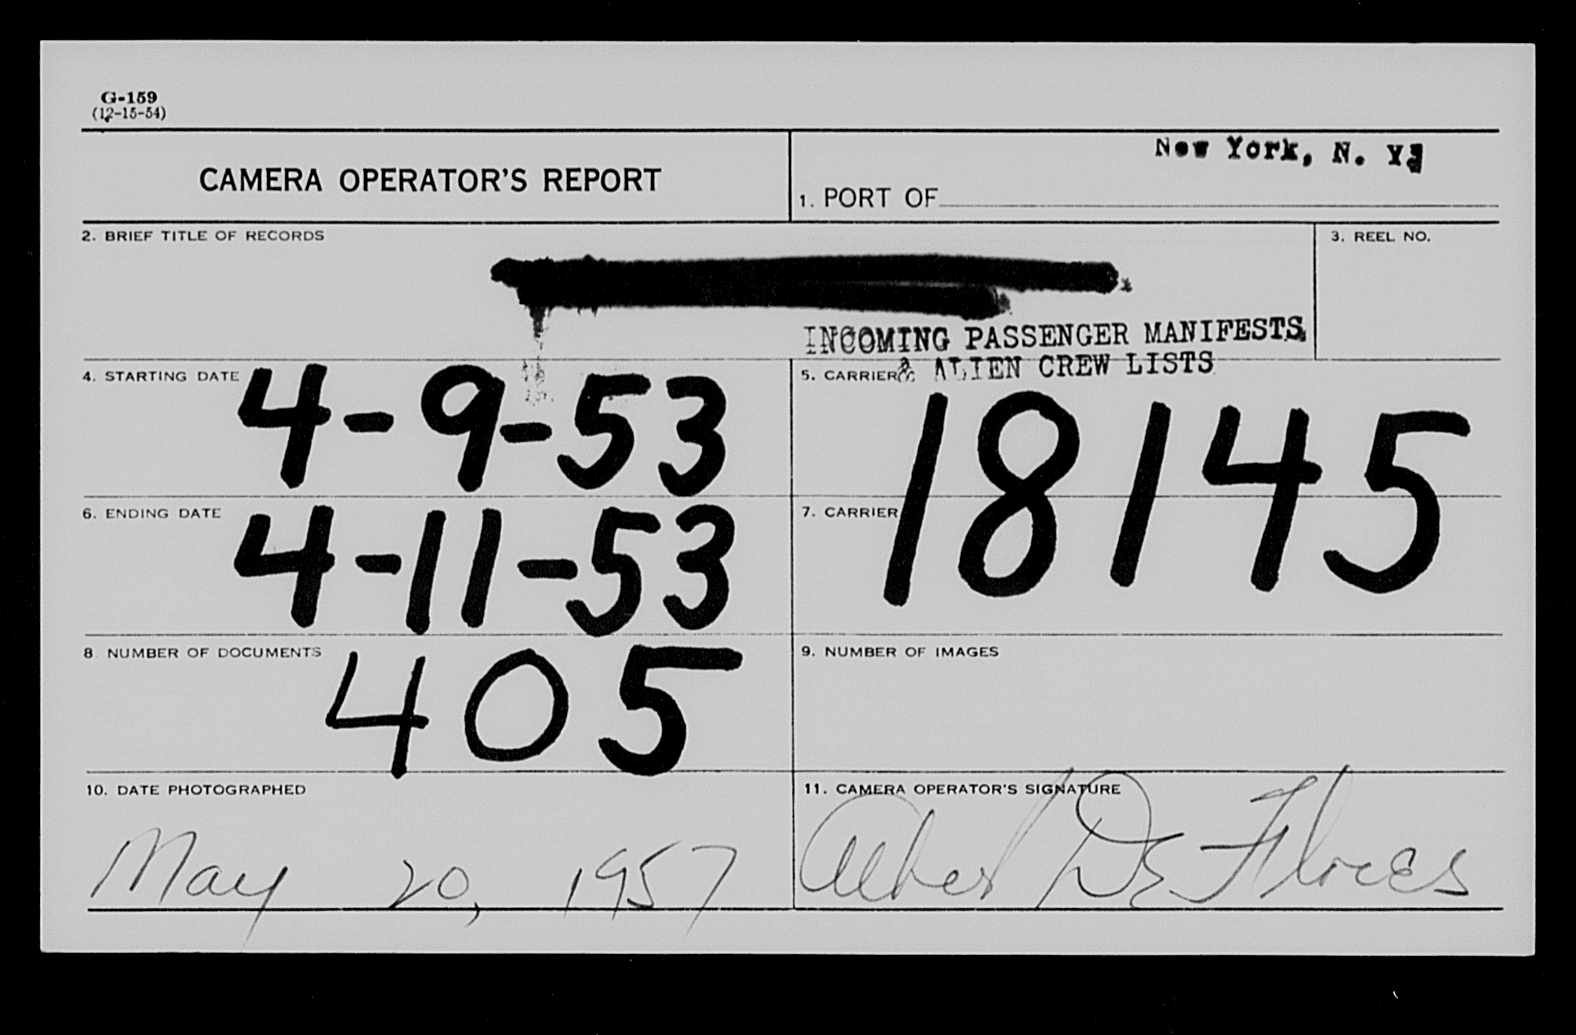 G-159
(12-15-54)
CAMERA OPERATOR'S REPORT
New York, N. Y.
1. PORT OF
2. BRIEF TITLE OF RECORDS
3. REEL NO.
INCOMING PASSENGER MANIFESTS
& ALIEN CREW LISTS
4. STARTING DATE 4-9-53
5. CARRIER
18145
6. ENDING DATE 4-11-53
7. CARRIER
8 NUMBER OF DOCUMENTS 405
9. NUMBER OF IMAGES
10. DATE PHOTOGRAPHED
May 20, 1957
11. CAMERA OPERATOR'S SIGNATURE
Albert De Flores